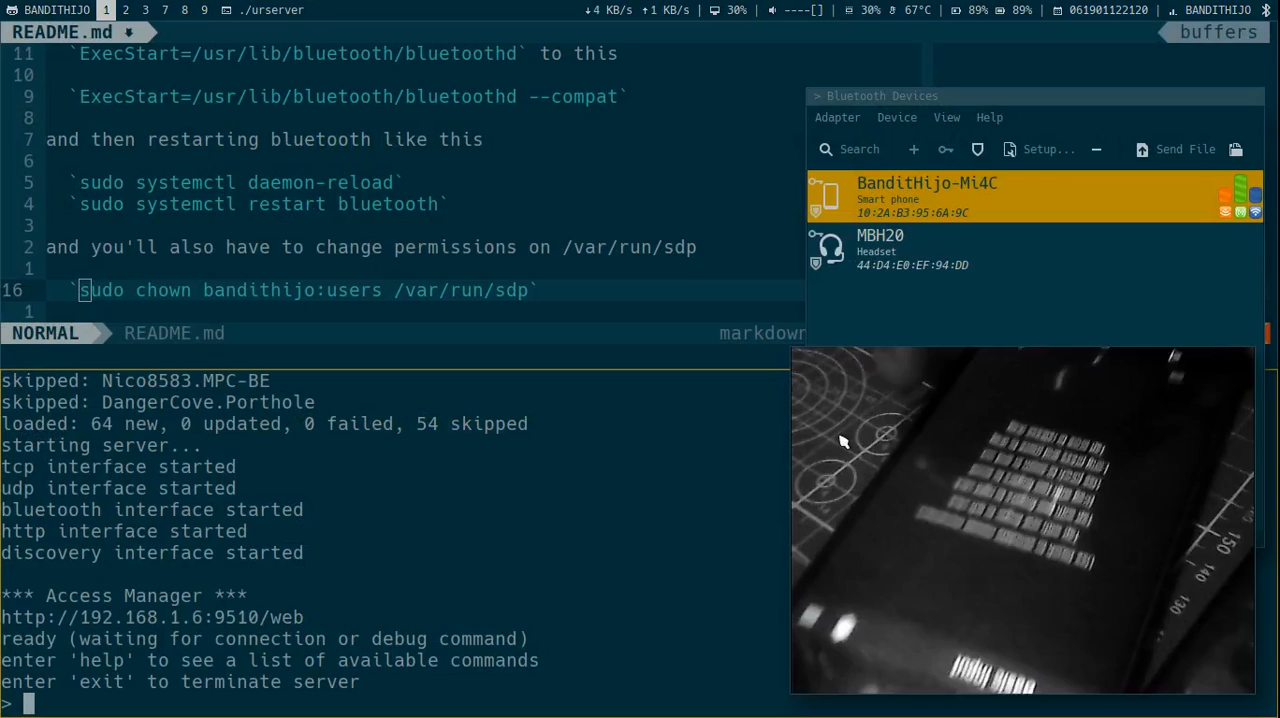 BANDITHIJO 1 2 3 7 8 9 ./urserver ↓4 KB/s ↑1 KB/s | 30% | ----[] | 30% 67°C | 89% 89% | 061901122120 | BANDITHIJO
README.md buffers
11 `ExecStart=/usr/lib/bluetooth/bluetoothd` to this
10
9 `ExecStart=/usr/lib/bluetooth/bluetoothd --compat`
8
7 and then restarting bluetooth like this
6
5 `sudo systemctl daemon-reload`
4 `sudo systemctl restart bluetooth`
3
2 and you'll also have to change permissions on /var/run/sdp
1
16 `sudo chown bandithijo:users /var/run/sdp`
1
NORMAL README.md markdown
> Bluetooth Devices
Adapter Device View Help
Search Setup... Send File
BanditHijo-Mi4C
Smart phone
10:2A:B3:95:6A:9C
MBH20
Headset
44:D4:E0:EF:94:DD
skipped: Nico8583.MPC-BE
skipped: DangerCove.Porthole
loaded: 64 new, 0 updated, 0 failed, 54 skipped
starting server...
tcp interface started
udp interface started
bluetooth interface started
http interface started
discovery interface started
*** Access Manager ***
http://192.168.1.6:9510/web
ready (waiting for connection or debug command)
enter 'help' to see a list of available commands
enter 'exit' to terminate server
>
150
140
130